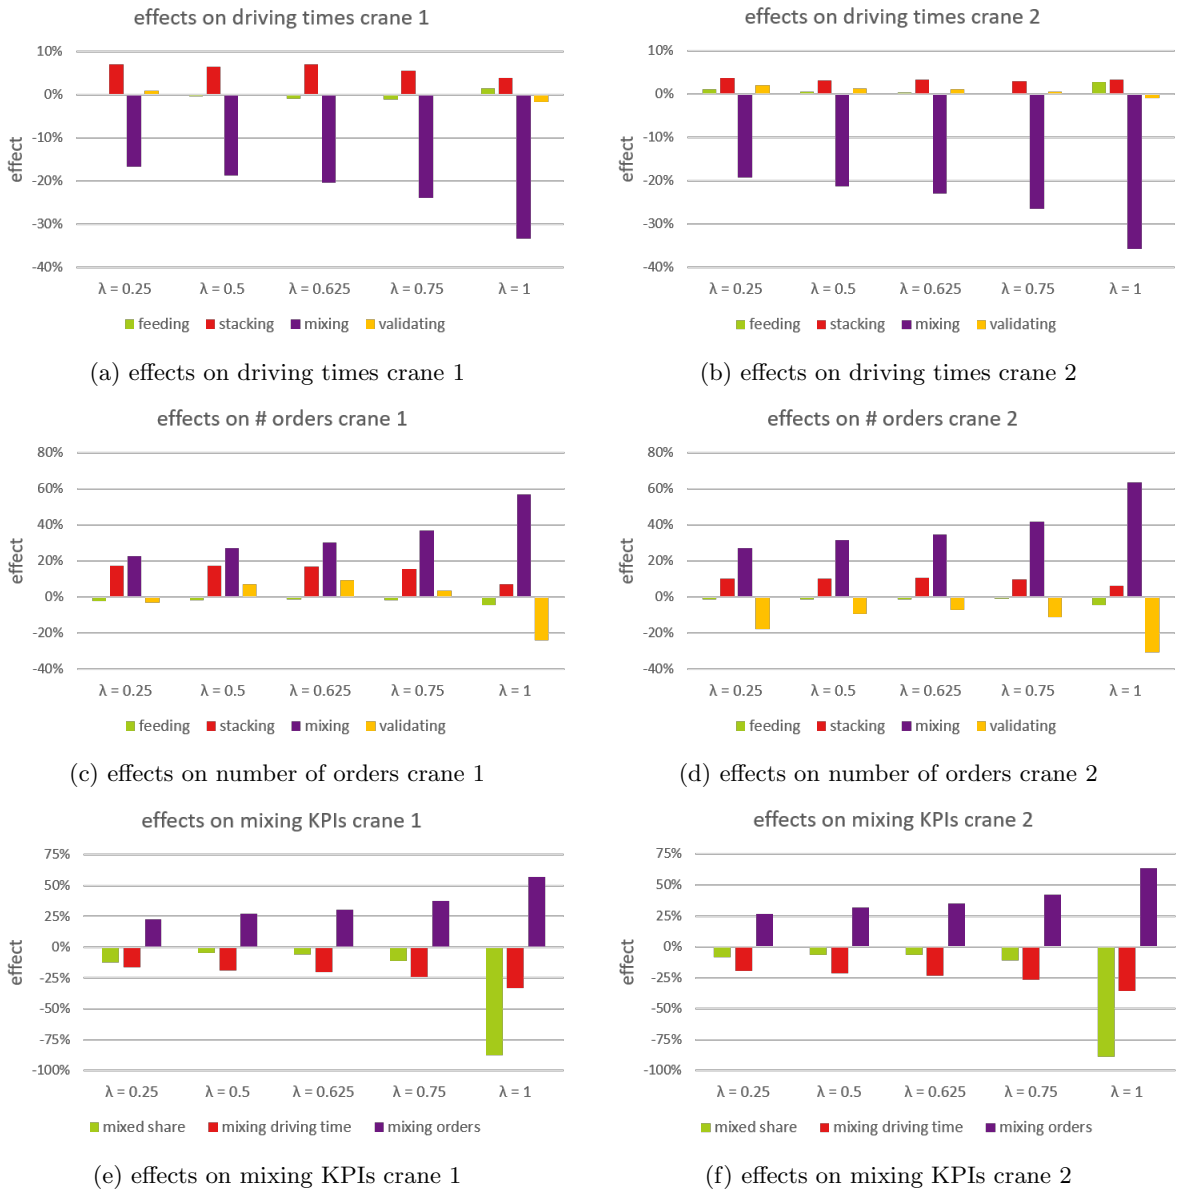 effects on driving times crane 1
10%
0%
-10%
-20%
-30%
-40%
effect
λ = 0.25 λ = 0.5 λ = 0.625 λ = 0.75 λ = 1
feeding stacking mixing validating
(a) effects on driving times crane 1
effects on driving times crane 2
10%
0%
-10%
-20%
-30%
-40%
effect
λ = 0.25 λ = 0.5 λ = 0.625 λ = 0.75 λ = 1
feeding stacking mixing validating
(b) effects on driving times crane 2
effects on # orders crane 1
80%
60%
40%
20%
0%
-20%
-40%
effect
λ = 0.25 λ = 0.5 λ = 0.625 λ = 0.75 λ = 1
feeding stacking mixing validating
(c) effects on number of orders crane 1
effects on # orders crane 2
80%
60%
40%
20%
0%
-20%
-40%
effect
λ = 0.25 λ = 0.5 λ = 0.625 λ = 0.75 λ = 1
feeding stacking mixing validating
(d) effects on number of orders crane 2
effects on mixing KPIs crane 1
75%
50%
25%
0%
-25%
-50%
-75%
-100%
effect
λ = 0.25 λ = 0.5 λ = 0.625 λ = 0.75 λ = 1
mixed share mixing driving time mixing orders
(e) effects on mixing KPIs crane 1
effects on mixing KPIs crane 2
75%
50%
25%
0%
-25%
-50%
-75%
-100%
effect
λ = 0.25 λ = 0.5 λ = 0.625 λ = 0.75 λ = 1
mixed share mixing driving time mixing orders
(f) effects on mixing KPIs crane 2